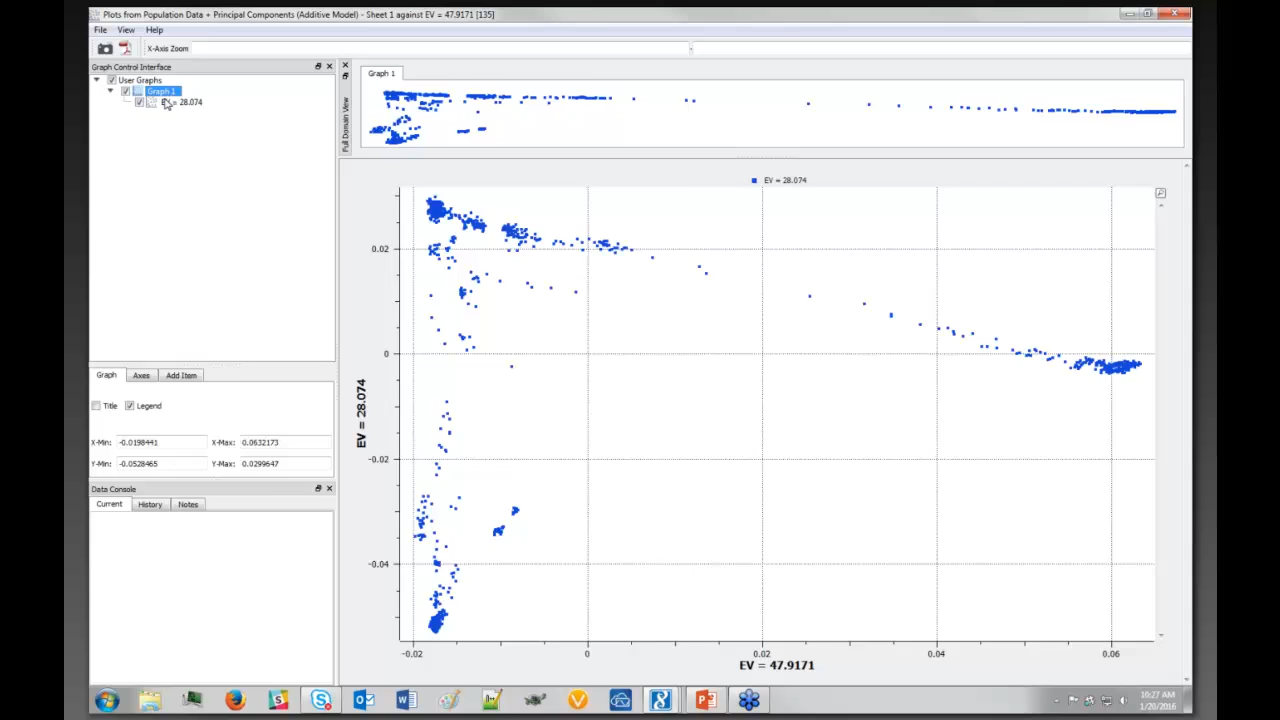 Plots from Population Data + Principal Components (Additive Model) - Sheet 1 against EV = 47.9171 [135]
File View Help
X-Axis Zoom
Graph Control Interface
User Graphs
Graph 1
EV = 28.074
Graph Axes Add Item
Title Legend
X-Min: -0.0198441 X-Max: 0.0632173
Y-Min: -0.0528465 Y-Max: 0.0299647
Data Console
Current History Notes
Graph 1
Full Domain View
EV = 28.074
0.02
0
-0.02
-0.04
EV = 28.074
-0.02 0 0.02 0.04 0.06
EV = 47.9171
10:27 AM
1/20/2016